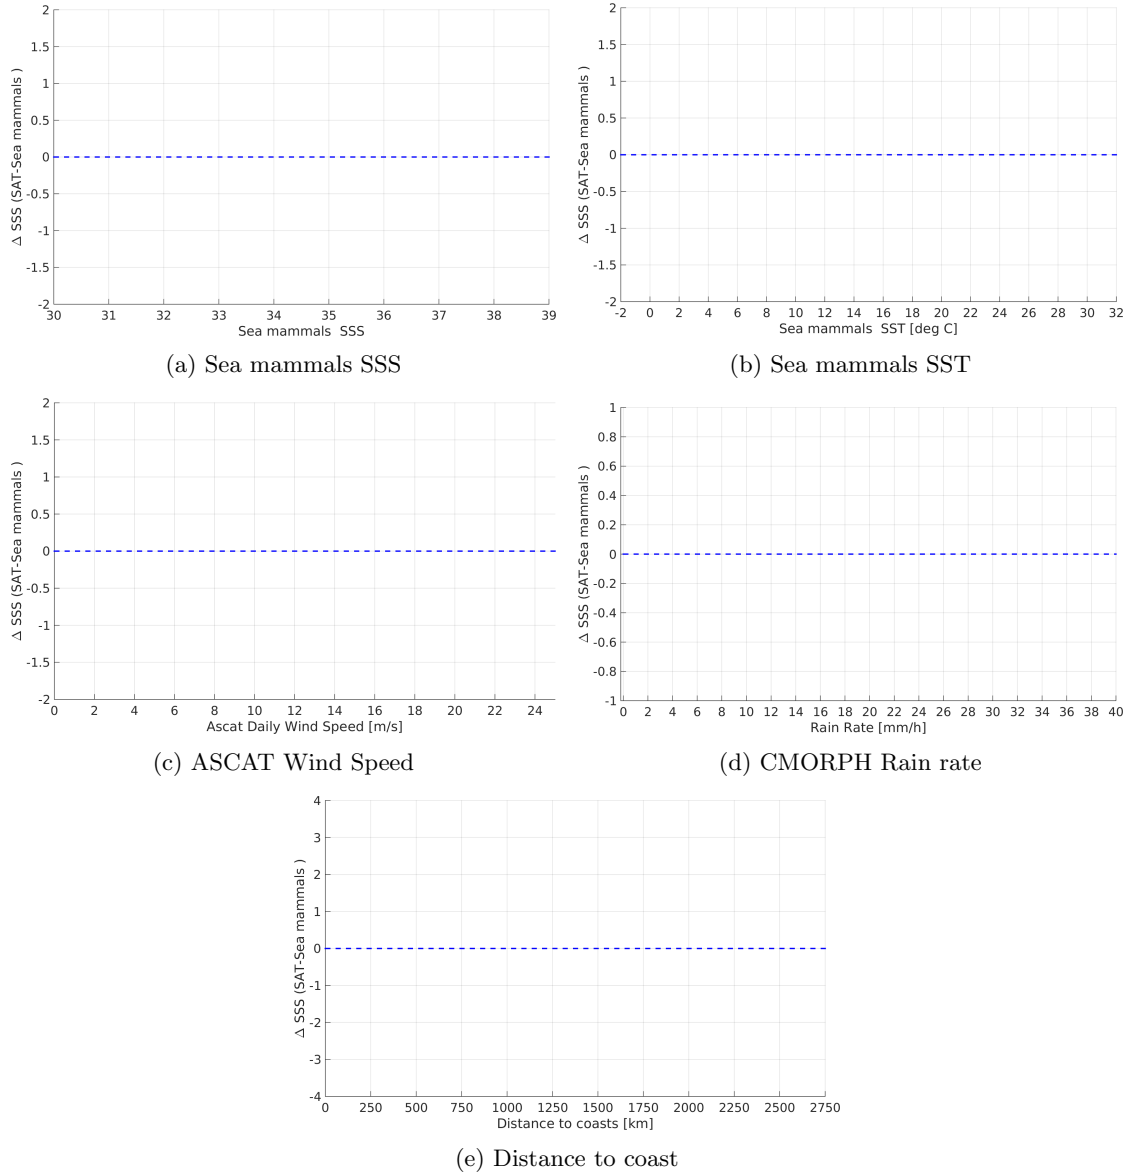 2
1.5
1
0.5
0
-0.5
-1
-1.5
-2
Δ SSS (SAT-Sea mammals )
30 31 32 33 34 35 36 37 38 39
Sea mammals SSS
(a) Sea mammals SSS
2
1.5
1
0.5
0
-0.5
-1
-1.5
-2
Δ SSS (SAT-Sea mammals )
-2 0 2 4 6 8 10 12 14 16 18 20 22 24 26 28 30 32
Sea mammals SST [deg C]
(b) Sea mammals SST
2
1.5
1
0.5
0
-0.5
-1
-1.5
-2
Δ SSS (SAT-Sea mammals )
0 2 4 6 8 10 12 14 16 18 20 22 24
Ascat Daily Wind Speed [m/s]
(c) ASCAT Wind Speed
1
0.8
0.6
0.4
0.2
0
-0.2
-0.4
-0.6
-0.8
-1
Δ SSS (SAT-Sea mammals )
0 2 4 6 8 10 12 14 16 18 20 22 24 26 28 30 32 34 36 38 40
Rain Rate [mm/h]
(d) CMORPH Rain rate
4
3
2
1
0
-1
-2
-3
-4
Δ SSS (SAT-Sea mammals )
0 250 500 750 1000 1250 1500 1750 2000 2250 2500 2750
Distance to coasts [km]
(e) Distance to coast